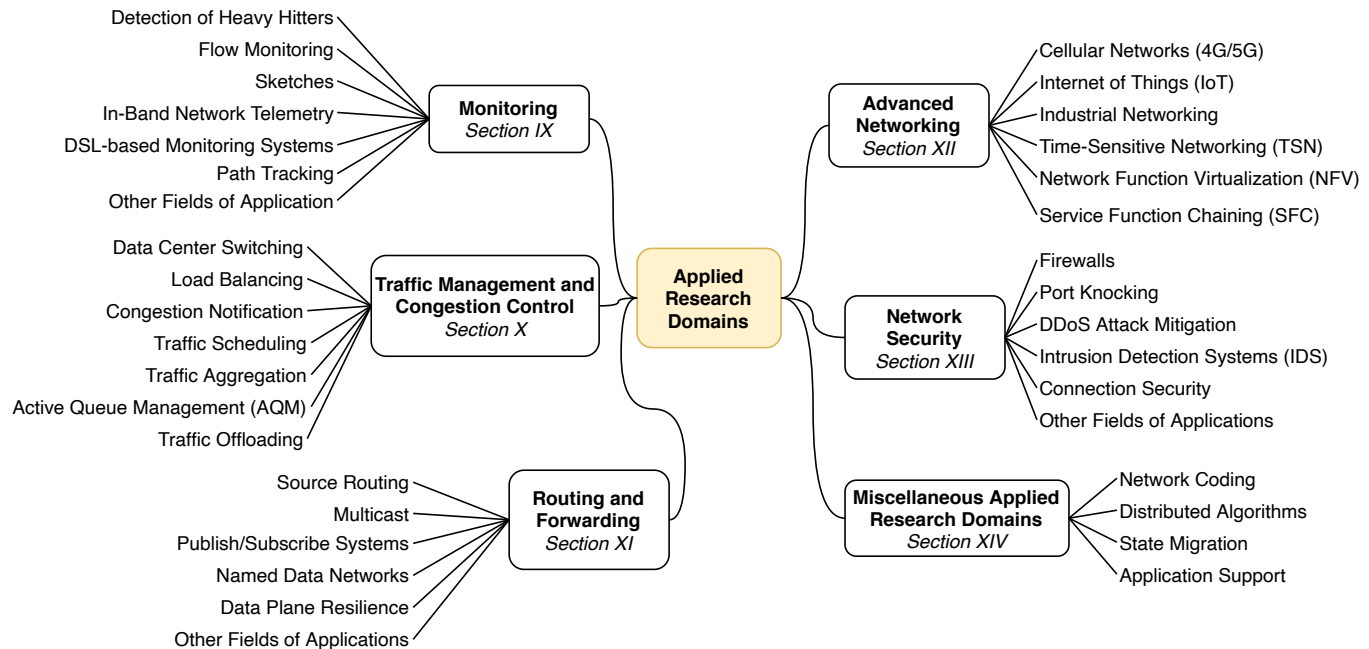 Detection of Heavy Hitters
Flow Monitoring
Sketches
In-Band Network Telemetry
DSL-based Monitoring Systems
Path Tracking
Other Fields of Application
Monitoring
Section IX
Data Center Switching
Load Balancing
Congestion Notification
Traffic Scheduling
Traffic Aggregation
Active Queue Management (AQM)
Traffic Offloading
Traffic Management and
Congestion Control
Section X
Source Routing
Multicast
Publish/Subscribe Systems
Named Data Networks
Data Plane Resilience
Other Fields of Applications
Routing and
Forwarding
Section XI
Applied
Research
Domains
Advanced
Networking
Section XII
Cellular Networks (4G/5G)
Internet of Things (IoT)
Industrial Networking
Time-Sensitive Networking (TSN)
Network Function Virtualization (NFV)
Service Function Chaining (SFC)
Network
Security
Section XIII
Firewalls
Port Knocking
DDoS Attack Mitigation
Intrusion Detection Systems (IDS)
Connection Security
Other Fields of Applications
Miscellaneous Applied
Research Domains
Section XIV
Network Coding
Distributed Algorithms
State Migration
Application Support